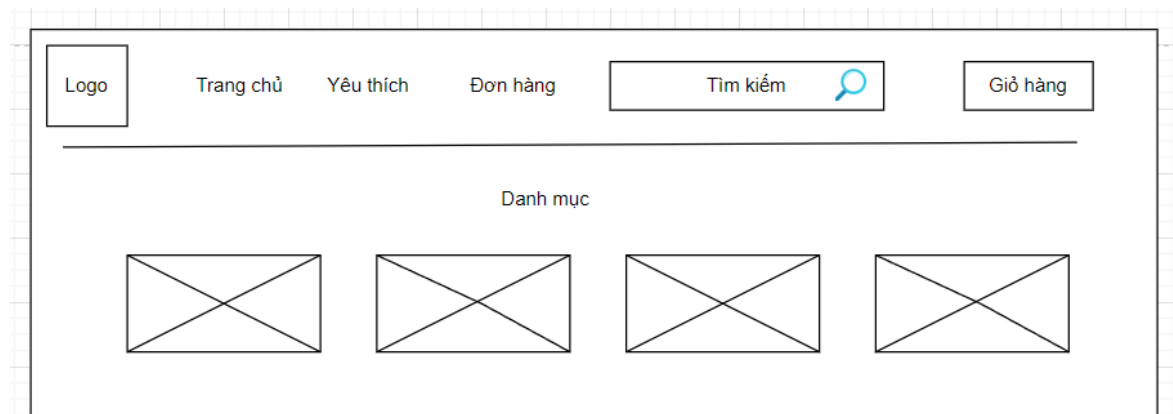 Logo
Trang chủ
Yêu thích
Đơn hàng
Tìm kiếm
Giỏ hàng
Danh mục